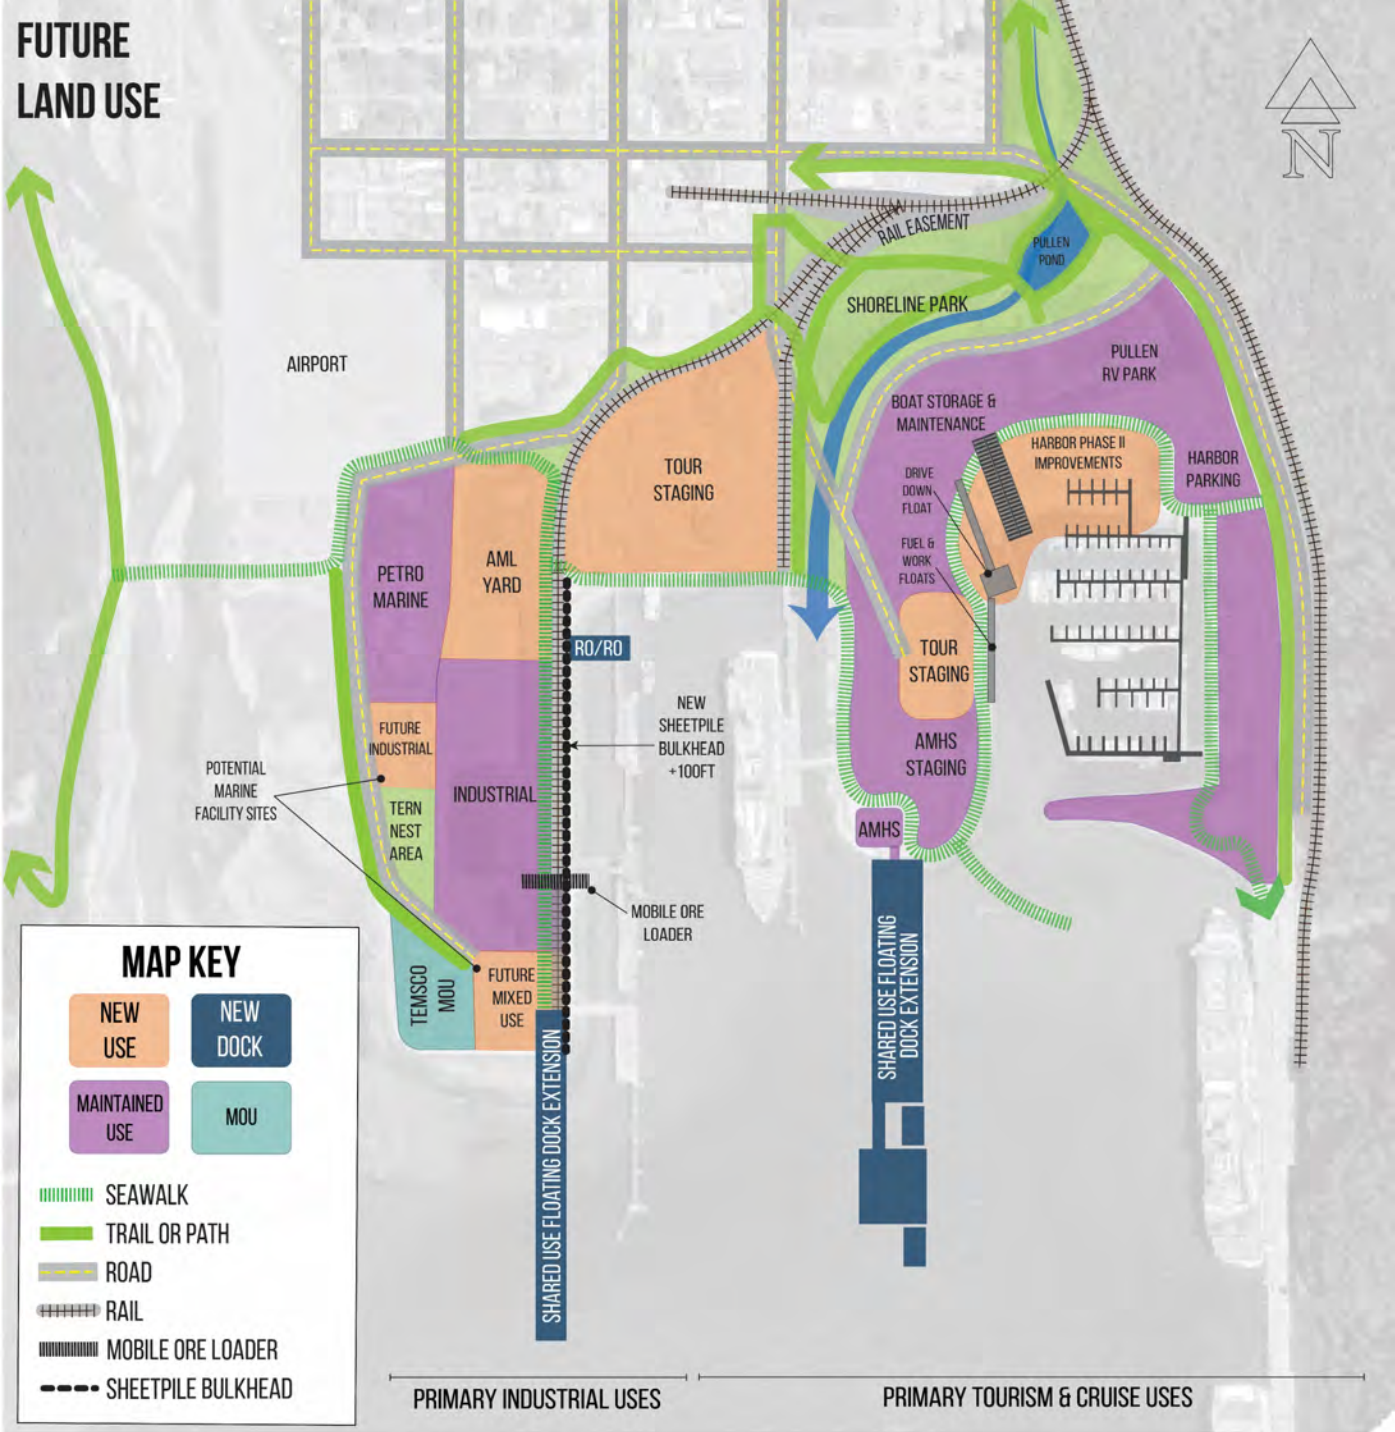 FUTURE
LAND USE
N
RAIL EASEMENT
PULLEN
POND
SHORELINE PARK
AIRPORT
PULLEN
RV PARK
BOAT STORAGE &
MAINTENANCE
HARBOR PHASE II
IMPROVEMENTS
HARBOR
PARKING
TOUR
STAGING
DRIVE
DOWN
FLOAT
FUEL &
WORK
FLOATS
PETRO
MARINE
AML
YARD
RO/RO
TOUR
STAGING
NEW
SHEETPILE
BULKHEAD
+100FT
FUTURE
INDUSTRIAL
AMHS
STAGING
POTENTIAL
MARINE
FACILITY SITES
INDUSTRIAL
TERN
NEST
AREA
AMHS
MOBILE ORE
LOADER
TEMSCO
MOU
FUTURE
MIXED
USE
SHARED USE FLOATING
DOCK EXTENSION
SHARED USE FLOATING DOCK EXTENSION
MAP KEY
NEW
USE
NEW
DOCK
MAINTAINED
USE
MOU
SEAWALK
TRAIL OR PATH
ROAD
RAIL
MOBILE ORE LOADER
SHEETPILE BULKHEAD
PRIMARY INDUSTRIAL USES
PRIMARY TOURISM & CRUISE USES